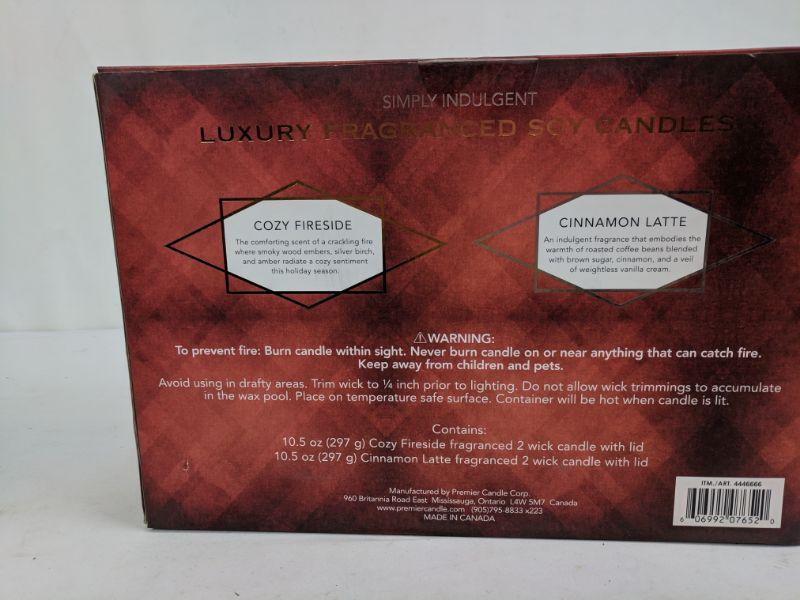 SIMPLY INDULGENT
LUXURY FRAGRANCED SOY CANDLES
COZY FIRESIDE
The comforting scent of a crackling fire
where smoky wood embers, silver birch,
and amber radiate a cozy sentiment
this holiday season.
CINNAMON LATTE
An indulgent fragrance that embodies the
warmth of roasted coffee beans blended
with brown sugar, cinnamon, and a veil
of weightless vanilla cream.
⚠WARNING:
To prevent fire: Burn candle within sight. Never burn candle on or near anything that can catch fire.
Keep away from children and pets.
Avoid using in drafty areas. Trim wick to ¼ inch prior to lighting. Do not allow wick trimmings to accumulate
in the wax pool. Place on temperature safe surface. Container will be hot when candle is lit.
Contains:
10.5 oz (297 g) Cozy Fireside fragranced 2 wick candle with lid
10.5 oz (297 g) Cinnamon Latte fragranced 2 wick candle with lid
Manufactured by Premier Candle Corp.
960 Britannia Road East Mississauga, Ontario L4W 5M7 Canada
www.premiercandle.com (905)795-8833 x223
MADE IN CANADA
ITM./ART. 4446666
6 06992 07652 0